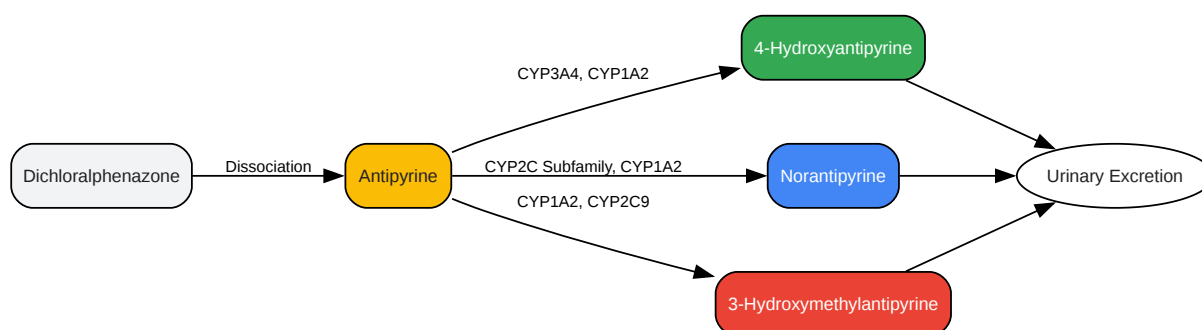 4-Hydroxyantipyrine
CYP3A4, CYP1A2
Dichloralphenazone
Dissociation
Antipyrine
CYP2C Subfamily, CYP1A2
Norantipyrine
Urinary Excretion
CYP1A2, CYP2C9
3-Hydroxymethylantipyrine